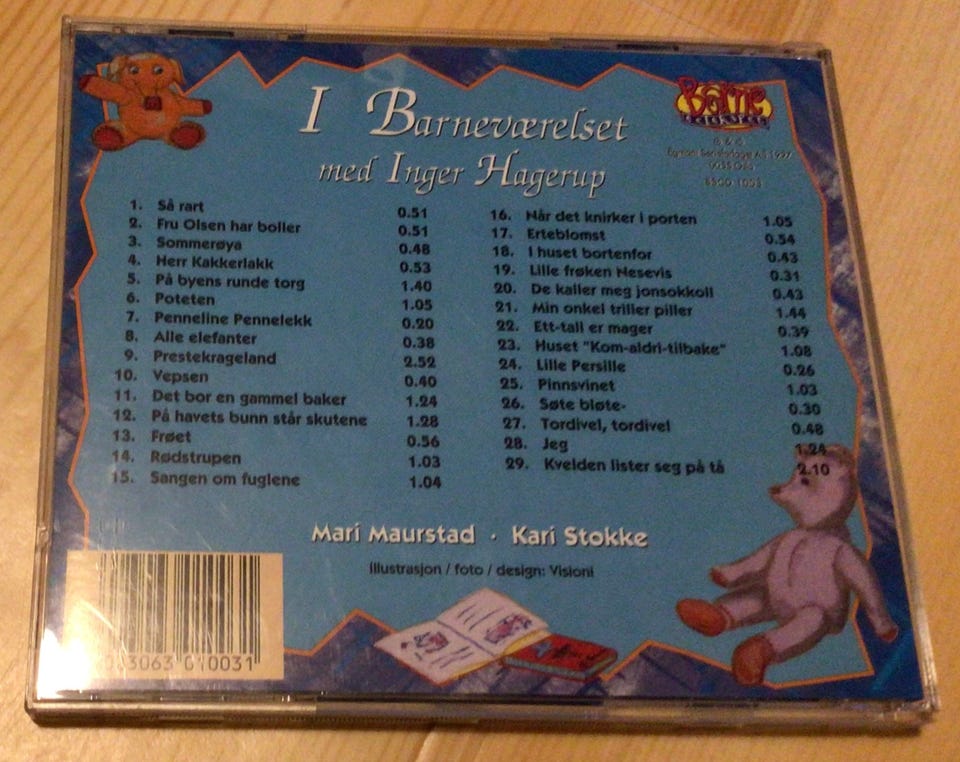 I Barneværelset
med Inger Hagerup
Børne
1. Så rart 0.51
2. Fru Olsen har boller 0.51
3. Sommerøya 0.48
4. Herr Kakkerlakk 0.53
5. På byens runde torg 1.40
6. Poteten 1.05
7. Penneline Pennelekk 0.20
8. Alle elefanter 0.38
9. Prestekrageland 2.52
10. Vepsen 0.40
11. Det bor en gammel baker 1.24
12. På havets bunn står skutene 1.28
13. Frøet 0.56
14. Rødstrupen 1.03
15. Sangen om fuglene 1.04
16. Når det knirker i porten 1.05
17. Erteblomst 0.54
18. I huset bortenfor 0.43
19. Lille frøken Nesevis 0.31
20. De kaller meg jonsokkoll 0.43
21. Min onkel triller piller 1.44
22. Ett-tall er mager 0.39
23. Huset "Kom-aldri-tilbake" 1.08
24. Lille Persille 0.26
25. Pinnsvinet 1.03
26. Søte bløte- 0.30
27. Tordivel, tordivel 0.48
28. Jeg 1.24
29. Kvelden lister seg på tå 2.10
Mari Maurstad · Kari Stokke
Illustrasjon / foto / design: Visioni